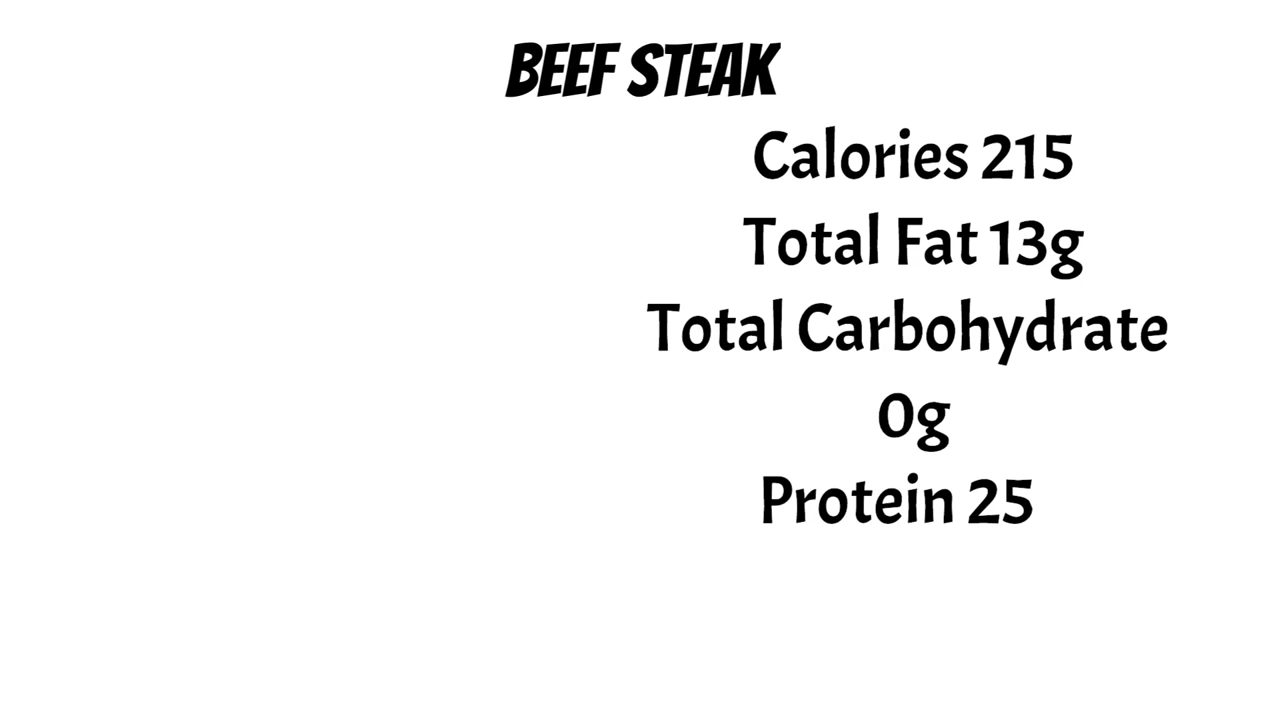 BEEF STEAK
Calories 215
Total Fat 13g
Total Carbohydrate
0g
Protein 25